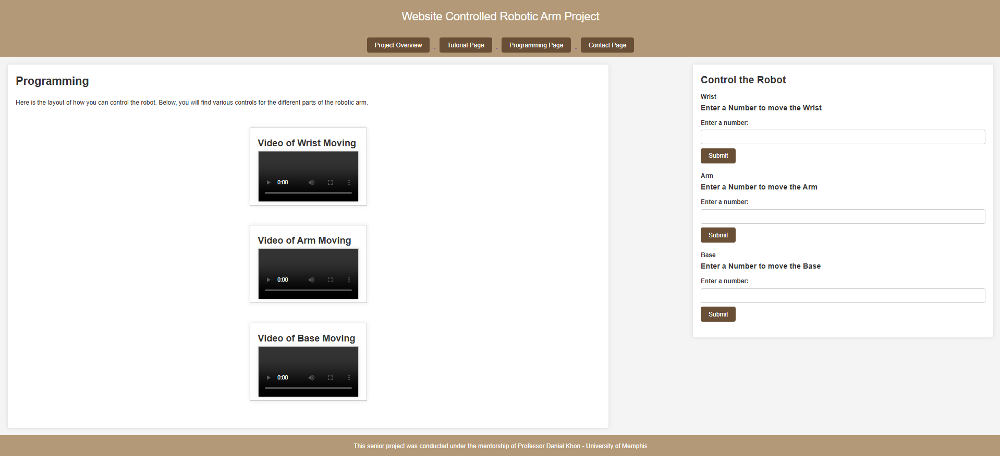 Website Controlled Robotic Arm Project
Project Overview Tutorial Page Programming Page Contact Page
Programming
Here is the layout of how you can control the robot. Below, you will find various controls for the different parts of the robotic arm.
Video of Wrist Moving
0:00
Video of Arm Moving
0:00
Video of Base Moving
0:00
Control the Robot
Wrist
Enter a Number to move the Wrist
Enter a number:
Submit
Arm
Enter a Number to move the Arm
Enter a number:
Submit
Base
Enter a Number to move the Base
Enter a number:
Submit
This senior project was conducted under the mentorship of Professor Danial Khon - University of Memphis